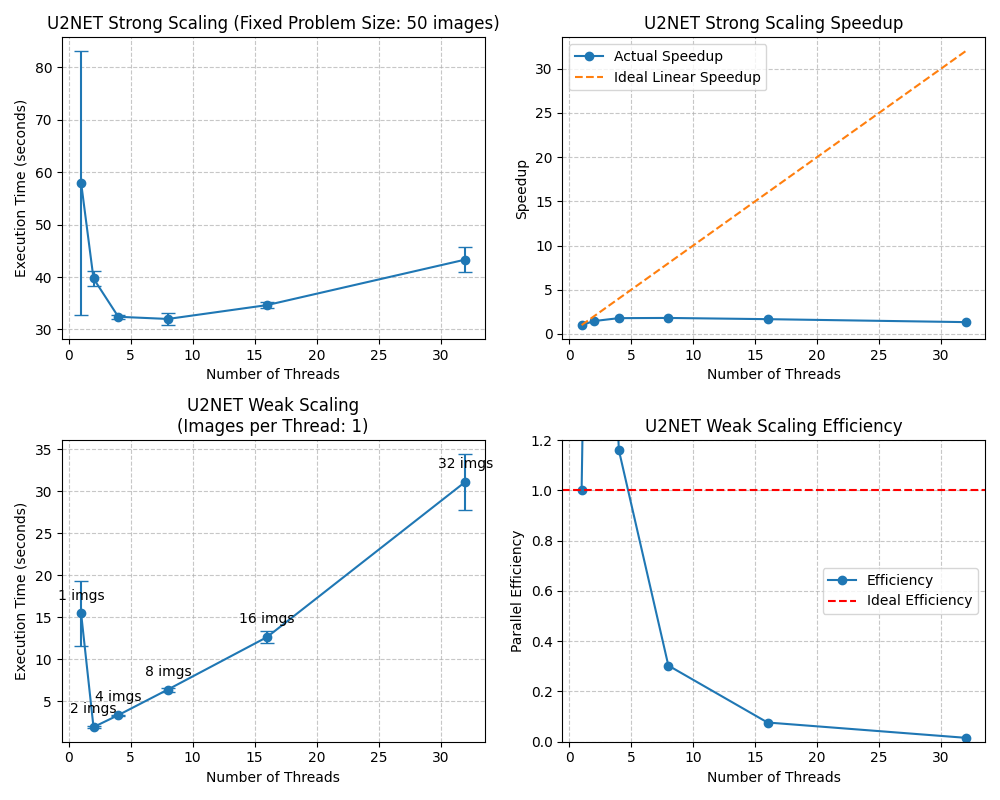 U2NET Strong Scaling (Fixed Problem Size: 50 images)
Execution Time (seconds)
80
70
60
50
40
30
0 5 10 15 20 25 30
Number of Threads
U2NET Strong Scaling Speedup
Actual Speedup
Ideal Linear Speedup
Speedup
30
25
20
15
10
5
0
0 5 10 15 20 25 30
Number of Threads
U2NET Weak Scaling
(Images per Thread: 1)
Execution Time (seconds)
35
30
25
20
15
10
5
1 imgs
2 imgs
4 imgs
8 imgs
16 imgs
32 imgs
0 5 10 15 20 25 30
Number of Threads
U2NET Weak Scaling Efficiency
Parallel Efficiency
1.2
1.0
0.8
0.6
0.4
0.2
0.0
Efficiency
Ideal Efficiency
0 5 10 15 20 25 30
Number of Threads